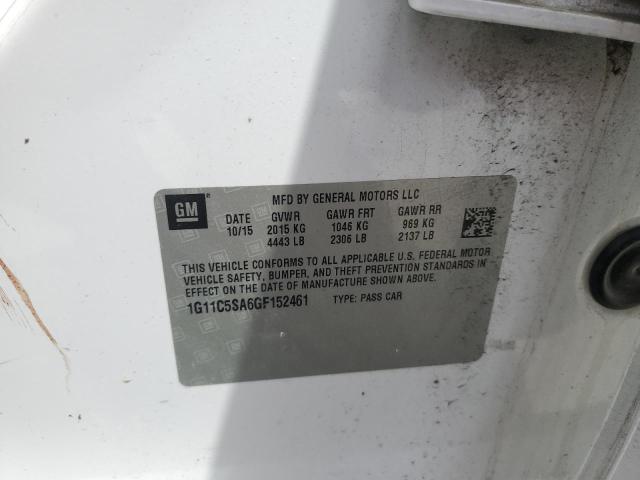 GM
MFD BY GENERAL MOTORS LLC
DATE GVWR GAWR FRT GAWR RR
10/15 2015 KG 1046 KG 969 KG
4443 LB 2306 LB 2137 LB
THIS VEHICLE CONFORMS TO ALL APPLICABLE U.S. FEDERAL MOTOR
VEHICLE SAFETY, BUMPER, AND THEFT PREVENTION STANDARDS IN
EFFECT ON THE DATE OF MANUFACTURE SHOWN ABOVE.
1G11C5SA6GF152461 TYPE: PASS CAR